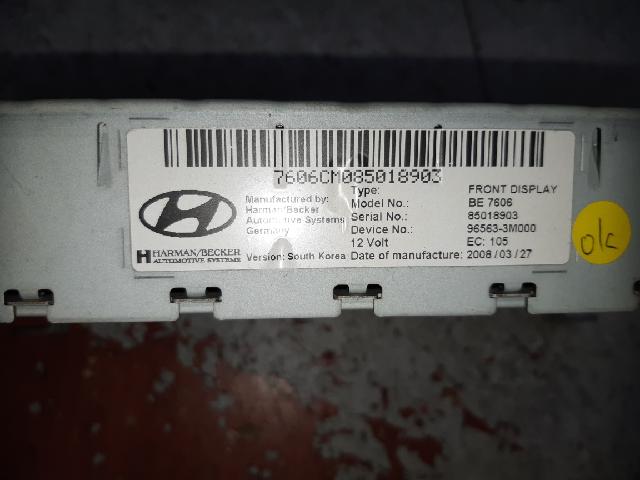 7606CM085018903
Manufactured by:
Harman/Becker
Automotive Systems
Germany
Version: South Korea
HARMAN/BECKER
AUTOMOTIVE SYSTEMS
Type: FRONT DISPLAY
Model No.: BE 7606
Serial No.: 85018903
Device No.: 96563-3M000
12 Volt EC: 105
Date of manufacture: 2008/03/27
ok